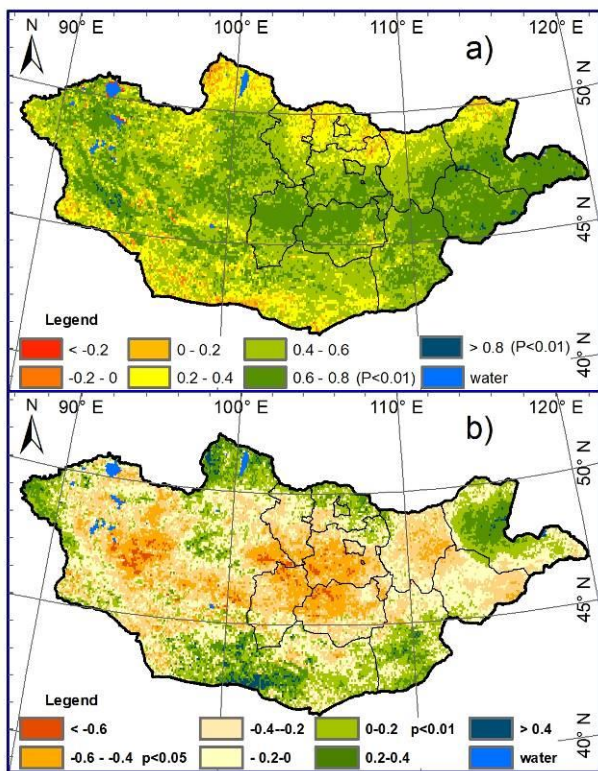 90° E 100° E 110° E 120° E
N
a)
50° N
45° N
40° N
Legend
< -0.2 0 - 0.2 0.4 - 0.6 > 0.8 (P<0.01)
-0.2 - 0 0.2 - 0.4 0.6 - 0.8 (P<0.01) water
90° E 100° E 110° E 120° E
N
b)
50° N
45° N
40° N
Legend
< -0.6 -0.4--0.2 0-0.2 p<0.01 > 0.4
-0.6 - -0.4 p<0.05 - 0.2-0 0.2-0.4 water